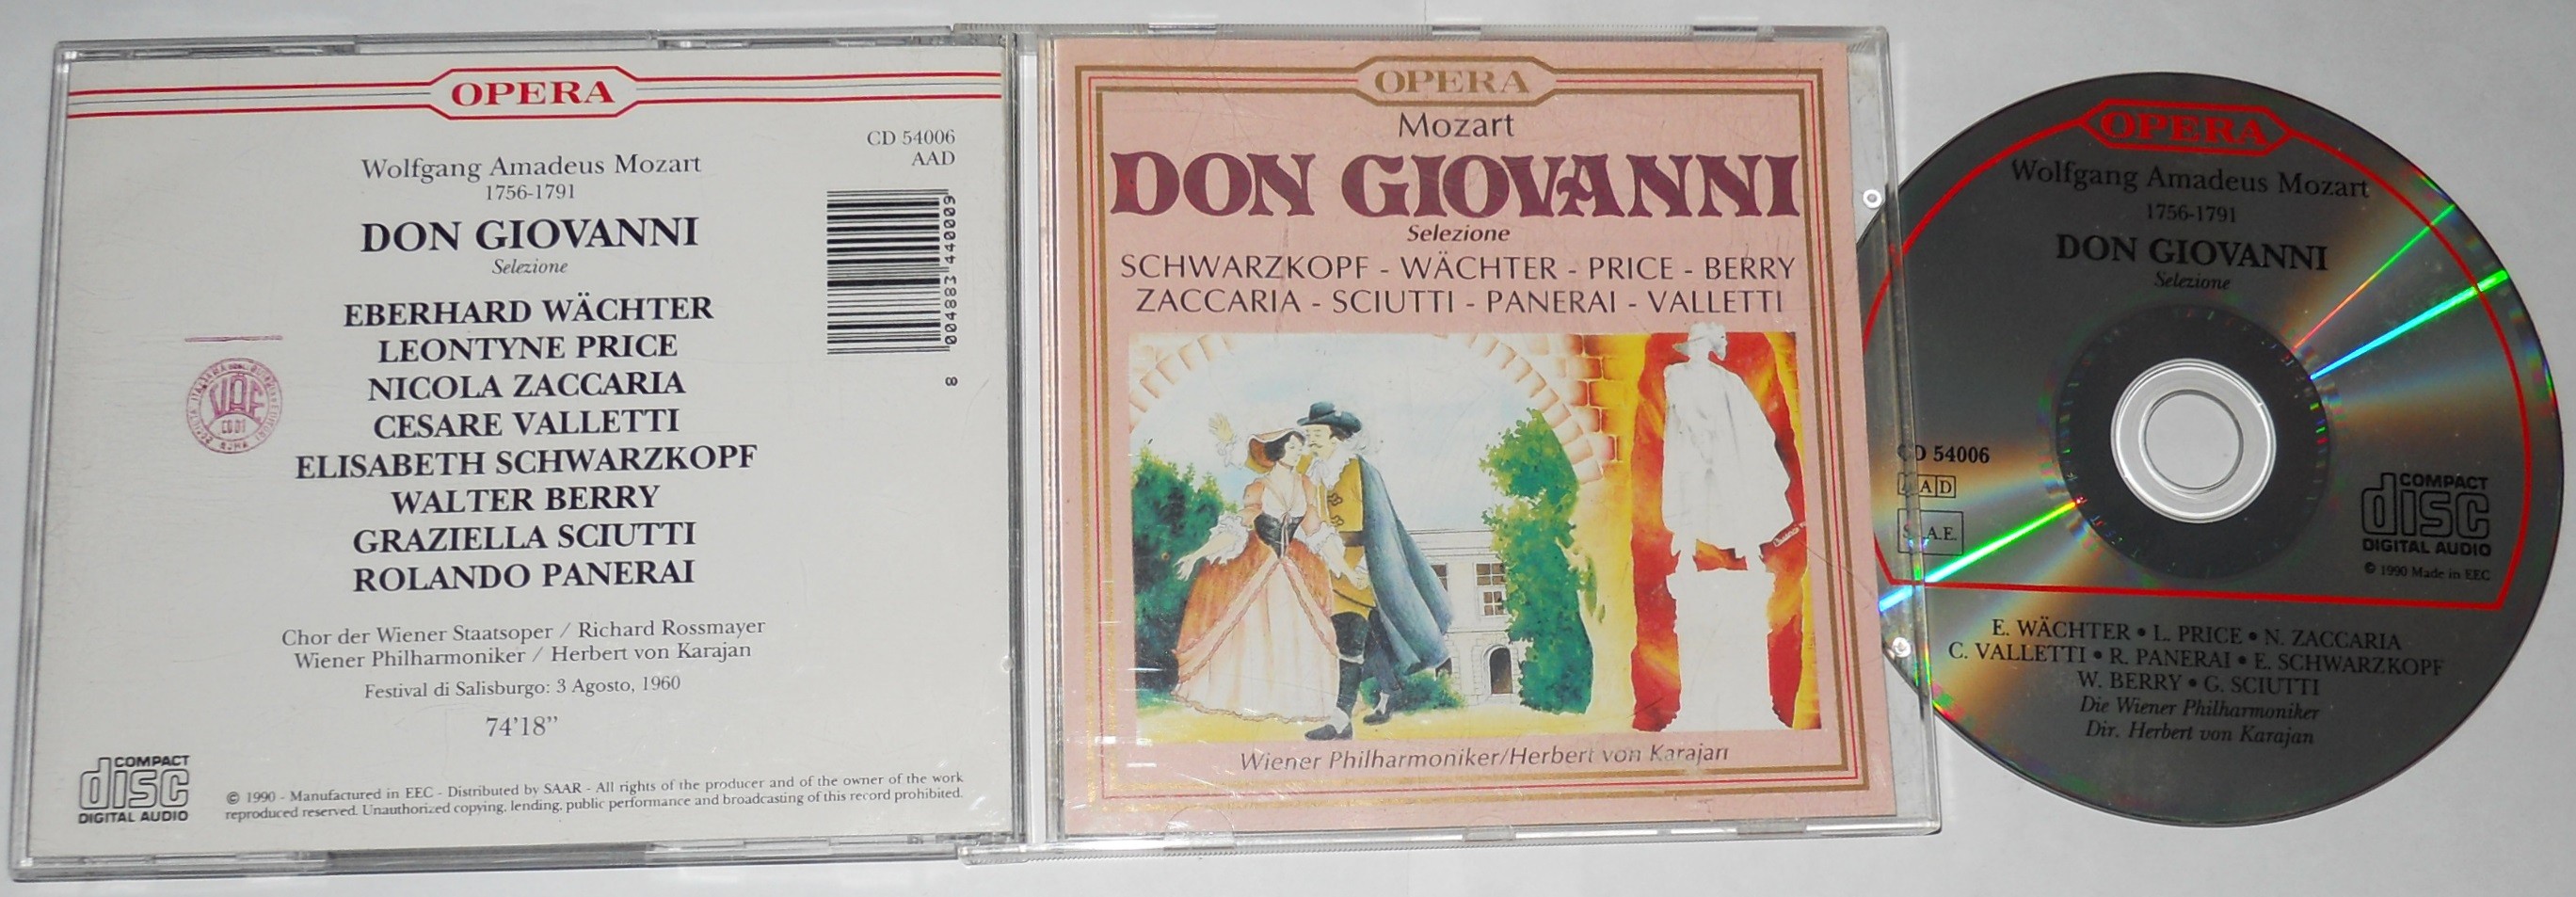 OPERA
CD 54006
AAD
Wolfgang Amadeus Mozart
1756-1791
DON GIOVANNI
Selezione
EBERHARD WÄCHTER
LEONTYNE PRICE
NICOLA ZACCARIA
CESARE VALLETTI
ELISABETH SCHWARZKOPF
WALTER BERRY
GRAZIELLA SCIUTTI
ROLANDO PANERAI
8 004883 440009
Chor der Wiener Staatsoper / Richard Rossmayer
Wiener Philharmoniker / Herbert von Karajan
Festival di Salisburgo: 3 Agosto, 1960
74'18"
COMPACT
disc
DIGITAL AUDIO
© 1990 - Manufactured in EEC - Distributed by SAAR - All rights of the producer and of the owner of the work
reproduced reserved. Unauthorized copying, lending, public performance and broadcasting of this record prohibited.
OPERA
Mozart
DON GIOVANNI
Selezione
SCHWARZKOPF - WÄCHTER - PRICE - BERRY
ZACCARIA - SCIUTTI - PANERAI - VALLETTI
Wiener Philharmoniker/Herbert von Karajan
OPERA
Wolfgang Amadeus Mozart
1756-1791
DON GIOVANNI
Selezione
CD 54006
AAD
COMPACT
disc
DIGITAL AUDIO
© 1990 Made in EEC
E. WÄCHTER • L. PRICE • N. ZACCARIA
C. VALLETTI • R. PANERAI • E. SCHWARZKOPF
W. BERRY • G. SCIUTTI
Die Wiener Philharmoniker
Dir. Herbert von Karajan